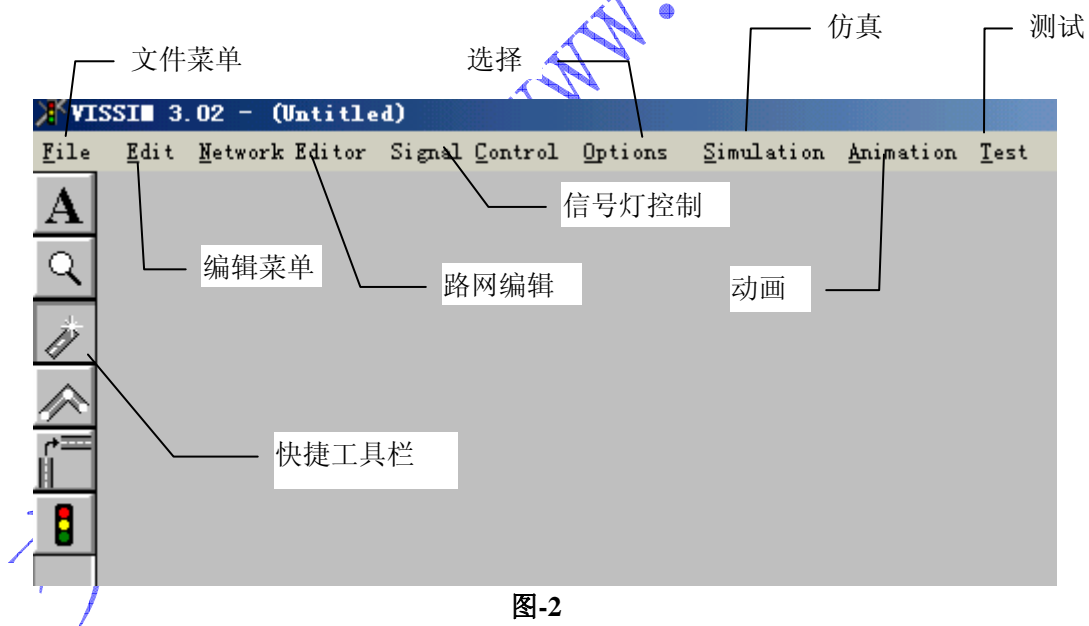 www.
仿真 测试
文件菜单 选择
VISSIM 3.02 - (Untitled)
File Edit Network Editor Signal Control Options Simulation Animation Test
A
信号灯控制
编辑菜单 路网编辑 动画
快捷工具栏
图-2